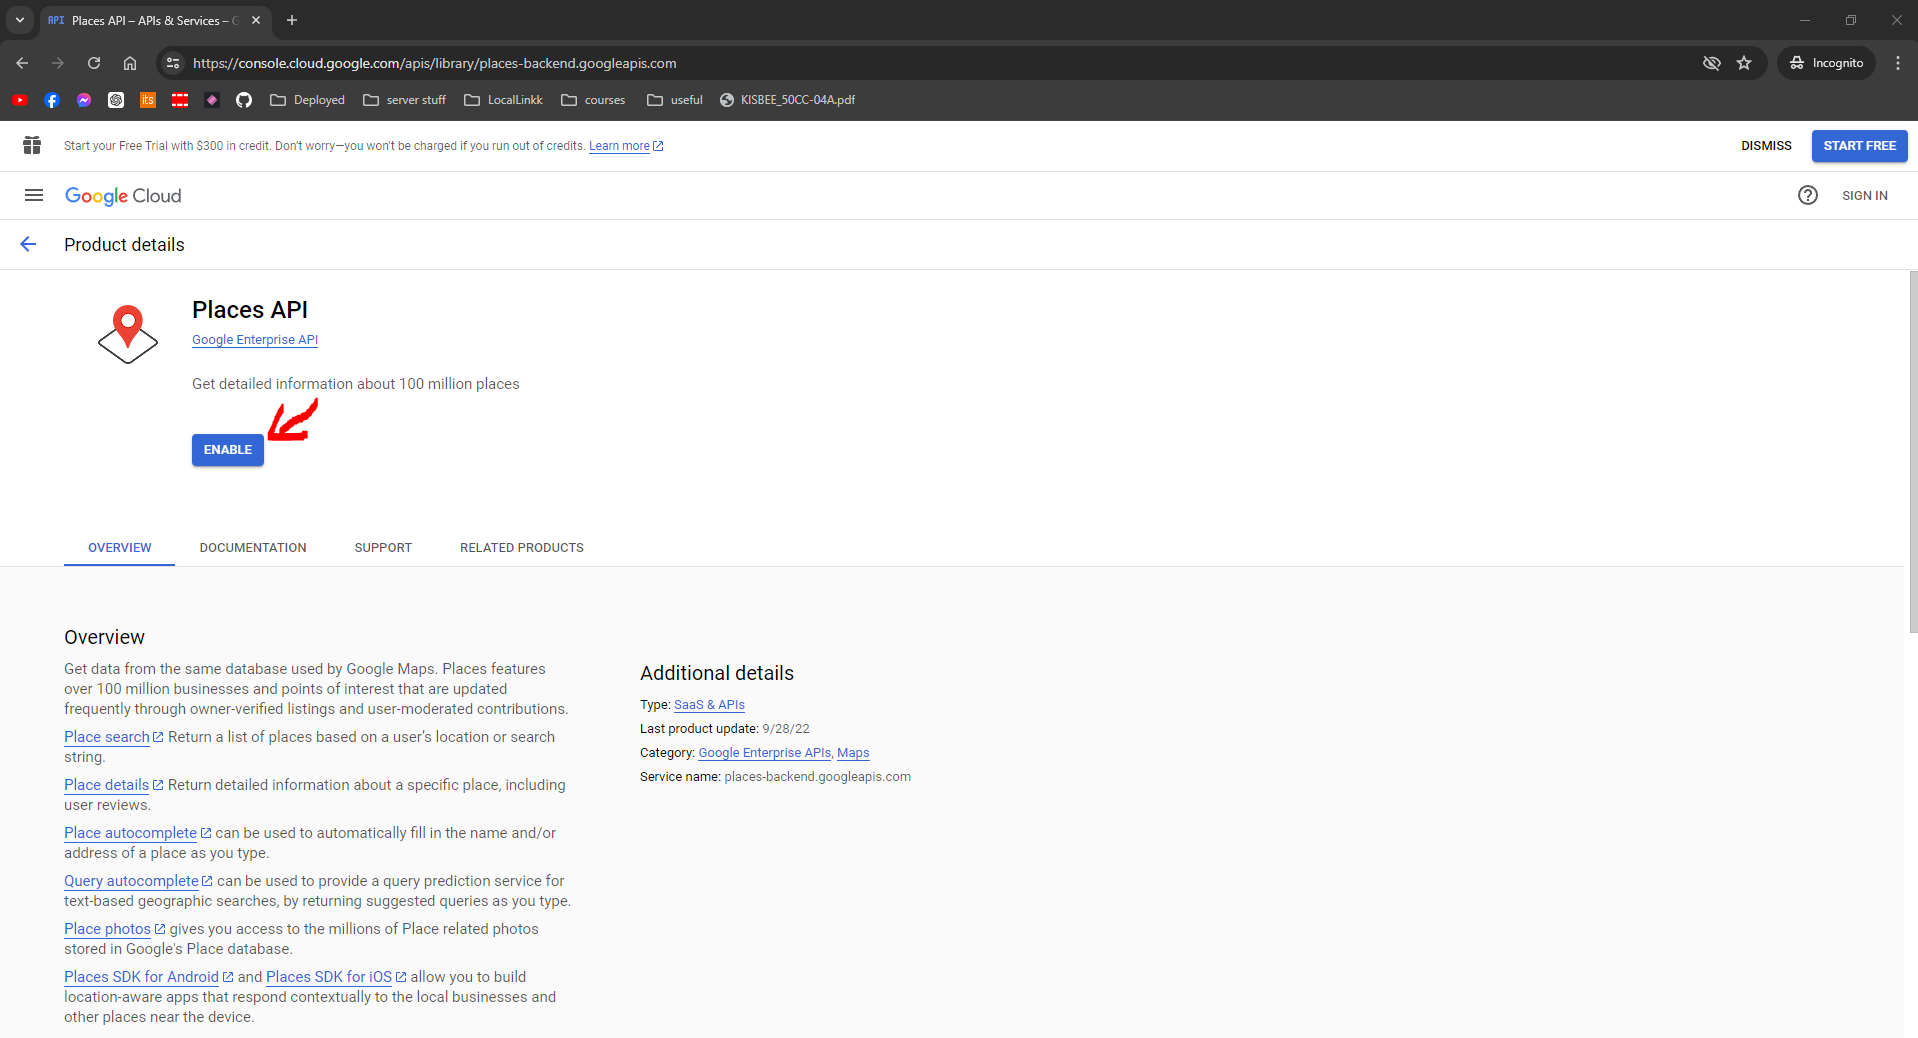 API Places API – APIs & Services – G
https://console.cloud.google.com/apis/library/places-backend.googleapis.com
Incognito
its
Deployed
server stuff
LocalLinkk
courses
useful
KISBEE_50CC-04A.pdf
Start your Free Trial with $300 in credit. Don't worry—you won't be charged if you run out of credits. Learn more
DISMISS
START FREE
Google Cloud
SIGN IN
Product details
Places API
Google Enterprise API
Get detailed information about 100 million places
ENABLE
OVERVIEW
DOCUMENTATION
SUPPORT
RELATED PRODUCTS
Overview
Get data from the same database used by Google Maps. Places features
over 100 million businesses and points of interest that are updated
frequently through owner-verified listings and user-moderated contributions.
Place search Return a list of places based on a user's location or search
string.
Place details Return detailed information about a specific place, including
user reviews.
Place autocomplete can be used to automatically fill in the name and/or
address of a place as you type.
Query autocomplete can be used to provide a query prediction service for
text-based geographic searches, by returning suggested queries as you type.
Place photos gives you access to the millions of Place related photos
stored in Google's Place database.
Places SDK for Android and Places SDK for iOS allow you to build
location-aware apps that respond contextually to the local businesses and
other places near the device.
Additional details
Type: SaaS & APIs
Last product update: 9/28/22
Category: Google Enterprise APIs, Maps
Service name: places-backend.googleapis.com